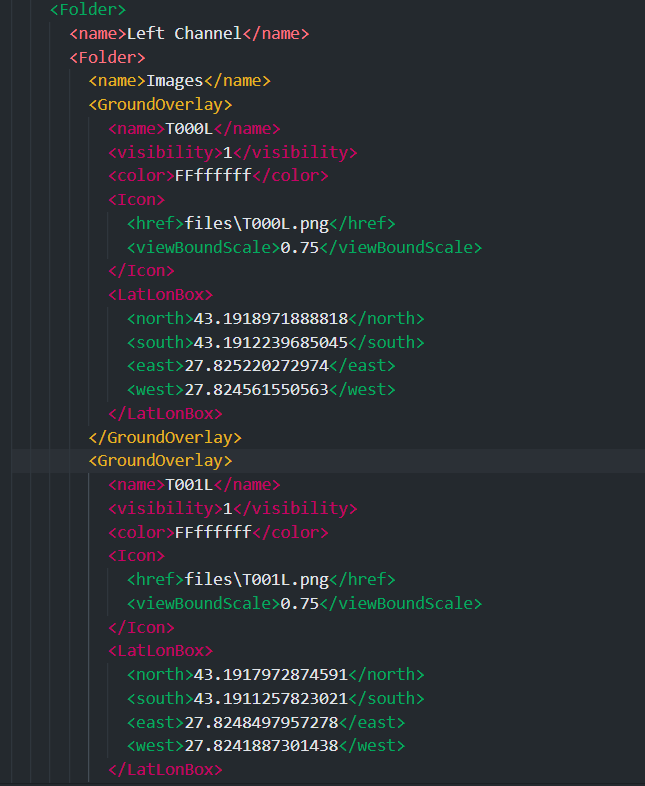 <Folder>
<name>Left Channel</name>
<Folder>
<name>Images</name>
<GroundOverlay>
<name>T000L</name>
<visibility>1</visibility>
<color>FFffffff</color>
<Icon>
<href>files\T000L.png</href>
<viewBoundScale>0.75</viewBoundScale>
</Icon>
<LatLonBox>
<north>43.1918971888818</north>
<south>43.1912239685045</south>
<east>27.825220272974</east>
<west>27.824561550563</west>
</LatLonBox>
</GroundOverlay>
<GroundOverlay>
<name>T001L</name>
<visibility>1</visibility>
<color>FFffffff</color>
<Icon>
<href>files\T001L.png</href>
<viewBoundScale>0.75</viewBoundScale>
</Icon>
<LatLonBox>
<north>43.1917972874591</north>
<south>43.1911257823021</south>
<east>27.8248497957278</east>
<west>27.8241887301438</west>
</LatLonBox>